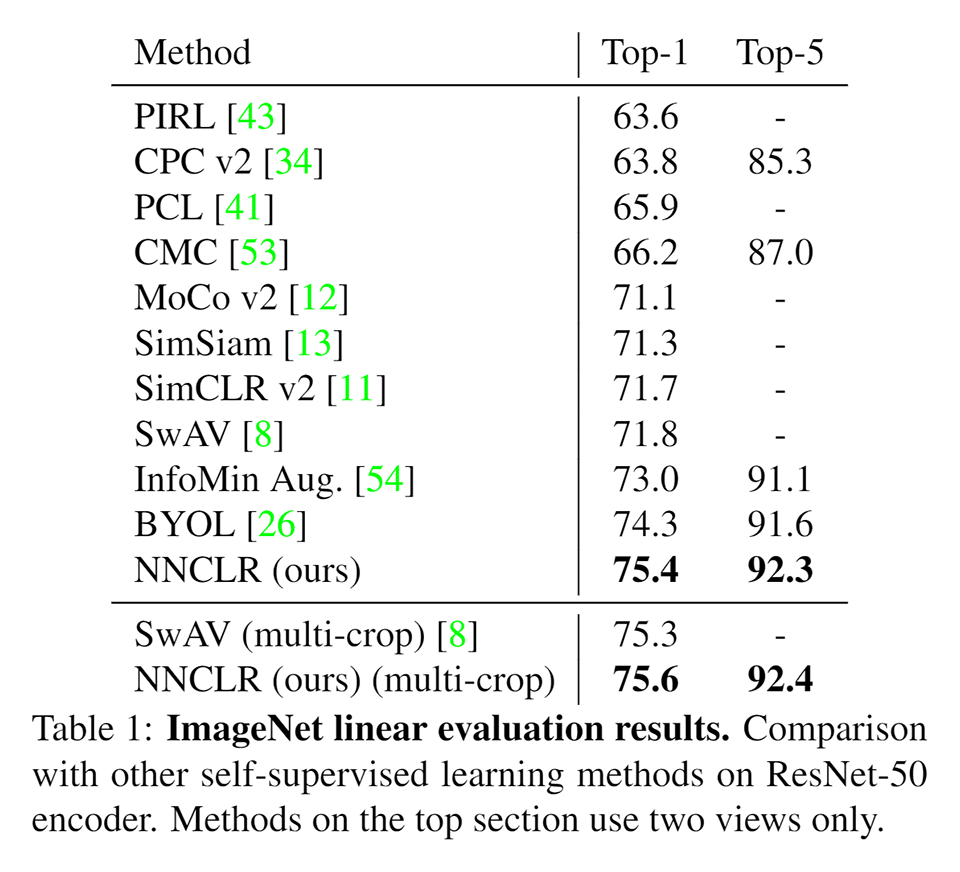 Method Top-1 Top-5
PIRL [43] 63.6 -
CPC v2 [34] 63.8 85.3
PCL [41] 65.9 -
CMC [53] 66.2 87.0
MoCo v2 [12] 71.1 -
SimSiam [13] 71.3 -
SimCLR v2 [11] 71.7 -
SwAV [8] 71.8 -
InfoMin Aug. [54] 73.0 91.1
BYOL [26] 74.3 91.6
NNCLR (ours) 75.4 92.3
SwAV (multi-crop) [8] 75.3 -
NNCLR (ours) (multi-crop) 75.6 92.4
Table 1: ImageNet linear evaluation results. Comparison
with other self-supervised learning methods on ResNet-50
encoder. Methods on the top section use two views only.